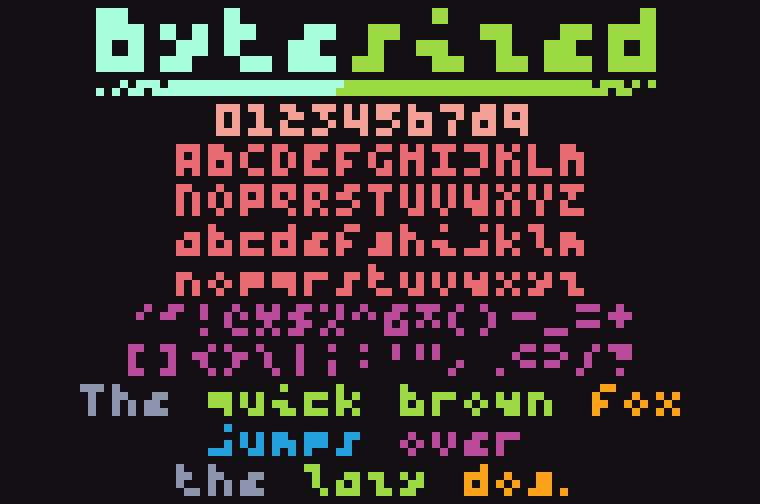 bytesized
0123456789
ABCDEFGHIJKLM
NOPQRSTUVWXYZ
abcdefghijklm
nopqrstuvwxyz
`~!@#$%^&*()-_=+
[]{}\|;:'",.<>/?
The quick brown fox
jumps over
the lazy dog.